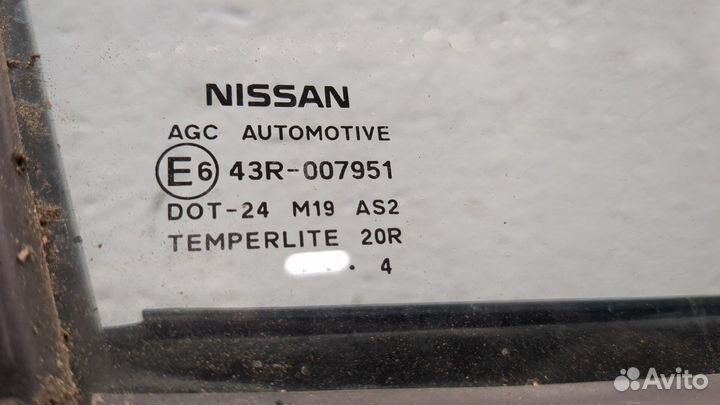 NISSAN
AGC AUTOMOTIVE
E6 43R-007951
DOT-24 M19 AS2
TEMPERLITE 20R
. . • 4
Avito